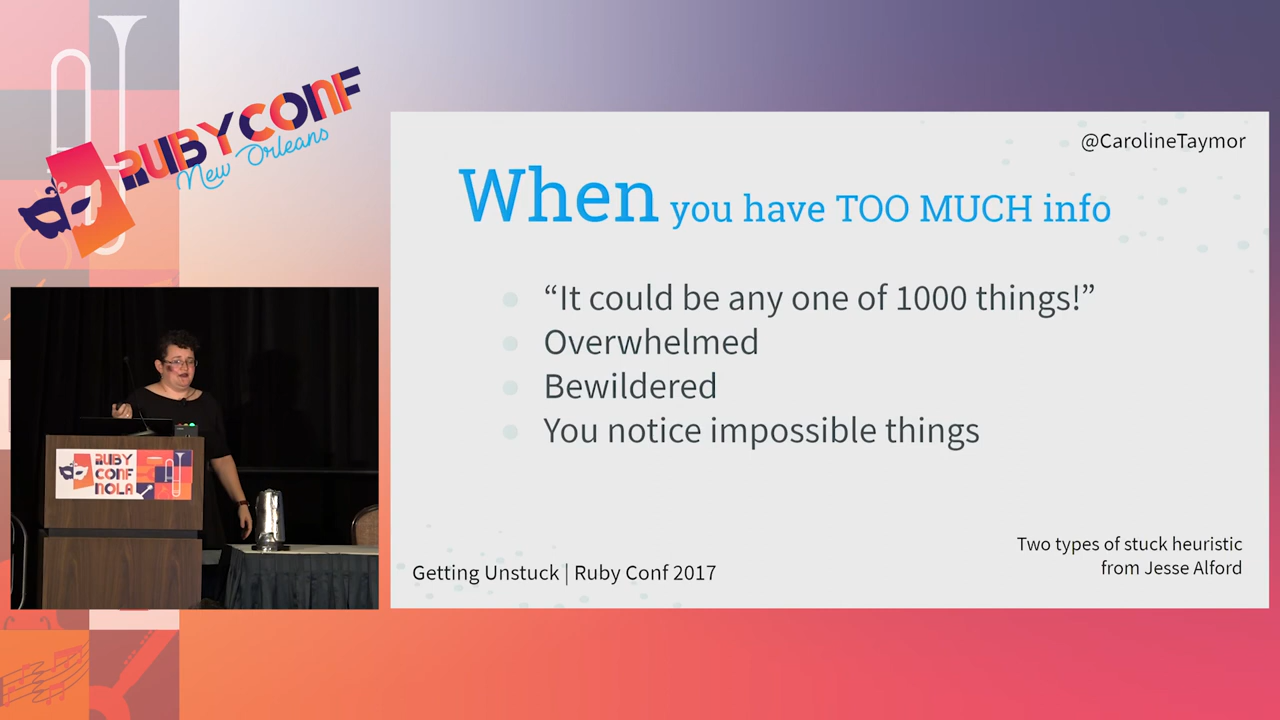 RUBYCONF
New Orleans
@CarolineTaymor
When you have TOO MUCH info
“It could be any one of 1000 things!”
Overwhelmed
Bewildered
You notice impossible things
Two types of stuck heuristic
from Jesse Alford
Getting Unstuck | Ruby Conf 2017
RUBY
CONF
NOLA